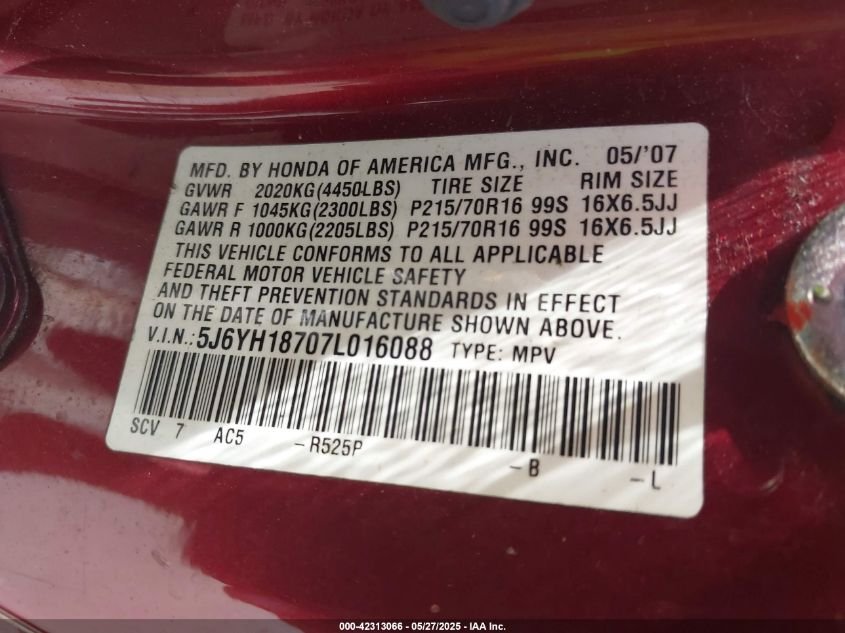 MFD. BY HONDA OF AMERICA MFG., INC. 05/'07
GVWR 2020KG(4450LBS) TIRE SIZE RIM SIZE
GAWR F 1045KG(2300LBS) P215/70R16 99S 16X6.5JJ
GAWR R 1000KG(2205LBS) P215/70R16 99S 16X6.5JJ
THIS VEHICLE CONFORMS TO ALL APPLICABLE
FEDERAL MOTOR VEHICLE SAFETY
AND THEFT PREVENTION STANDARDS IN EFFECT
ON THE DATE OF MANUFACTURE SHOWN ABOVE.
V.I.N.: 5J6YH18707L016088 TYPE: MPV
SCV 7 AC5 -R525P -B -L
000-42313066 - 05/27/2025 - IAA Inc.